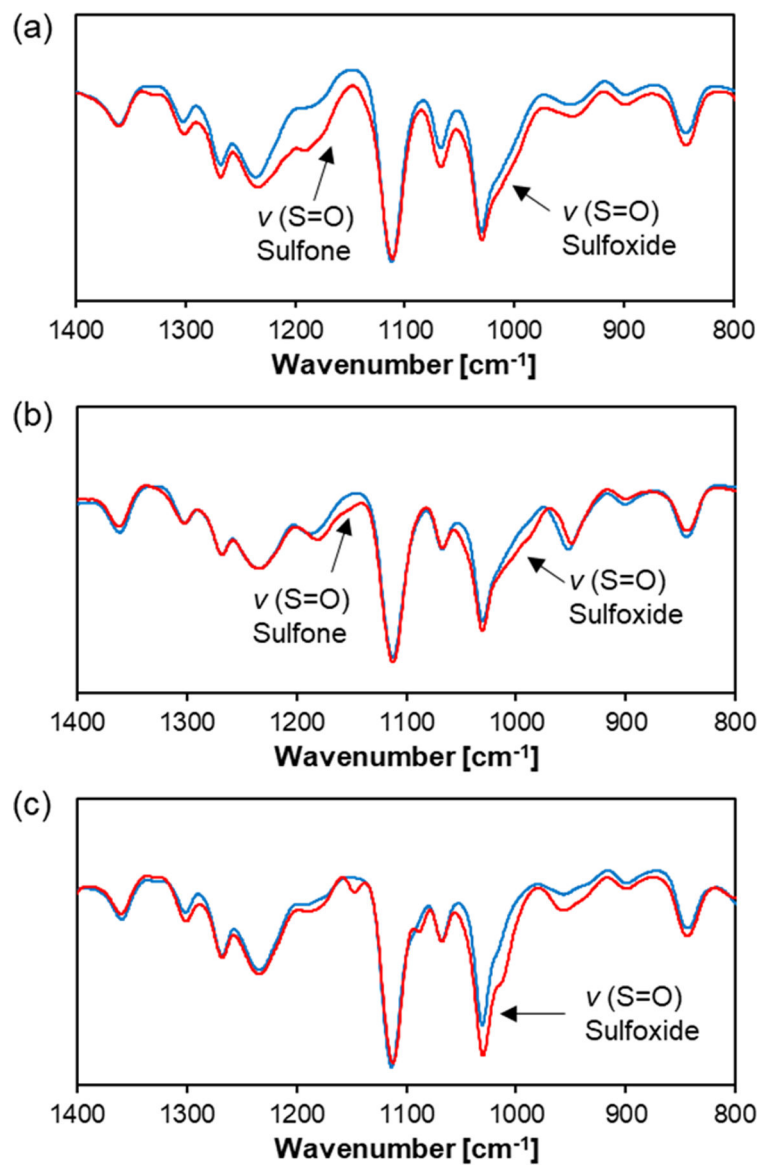 (a)
ν (S=O)
Sulfone
ν (S=O)
Sulfoxide
1400 1300 1200 1100 1000 900 800
Wavenumber [cm-1]
(b)
ν (S=O)
Sulfone
ν (S=O)
Sulfoxide
1400 1300 1200 1100 1000 900 800
Wavenumber [cm-1]
(c)
ν (S=O)
Sulfoxide
1400 1300 1200 1100 1000 900 800
Wavenumber [cm-1]